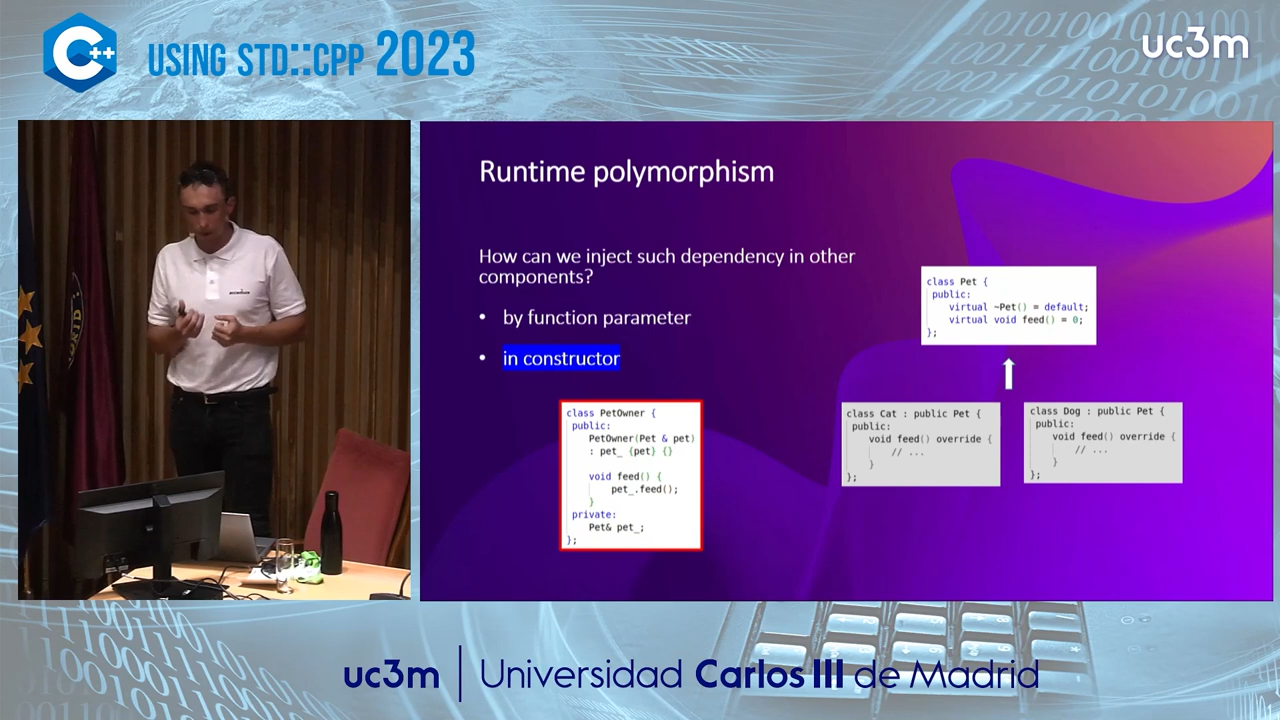 C++
USING STD::CPP 2023
uc3m
Runtime polymorphism
How can we inject such dependency in other
components?
• by function parameter
• in constructor
class PetOwner {
public:
PetOwner(Pet & pet)
: pet_ {pet} {}
void feed() {
pet_.feed();
}
private:
Pet& pet_;
};
class Pet {
public:
virtual ~Pet() = default;
virtual void feed() = 0;
};
class Cat : public Pet {
public:
void feed() override {
// ...
}
};
class Dog : public Pet {
public:
void feed() override {
// ...
}
};
uc3m | Universidad Carlos III de Madrid